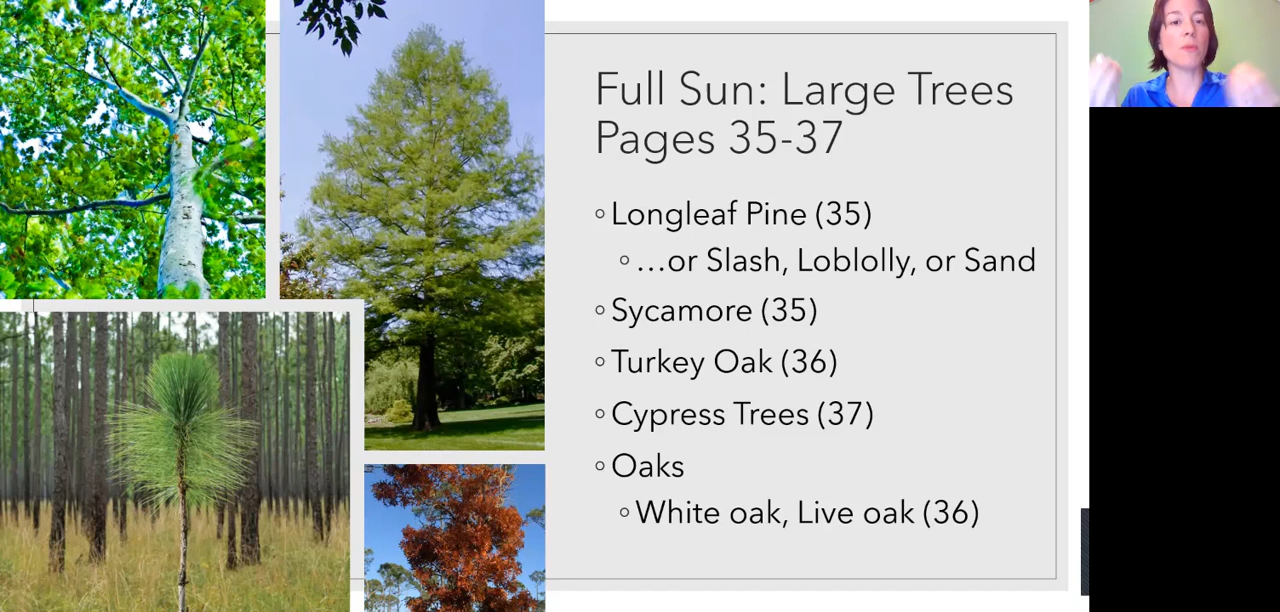 Full Sun: Large Trees
Pages 35-37
◦Longleaf Pine (35)
◦...or Slash, Loblolly, or Sand
◦Sycamore (35)
◦Turkey Oak (36)
◦Cypress Trees (37)
◦Oaks
◦White oak, Live oak (36)